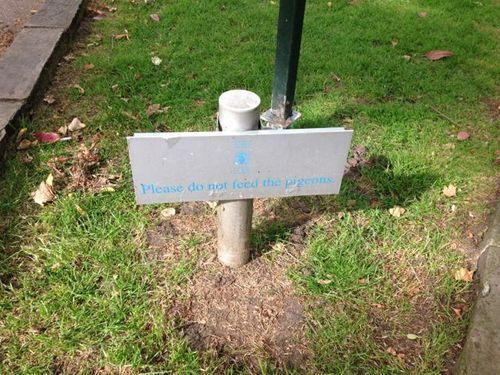 Please do not feed the pigeons.